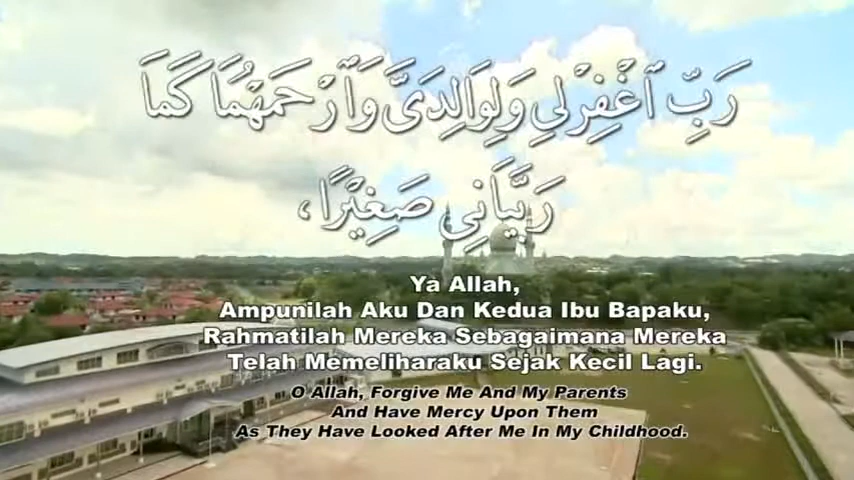 رَبِّ ٱغْفِرْلِي وَلِوَالِدَيَّ وَٱرْحَمْهُمَا كَمَا
رَبَّيَانِي صَغِيْرًا،
Ya Allah,
Ampunilah Aku Dan Kedua Ibu Bapaku,
Rahmatilah Mereka Sebagaimana Mereka
Telah Memeliharaku Sejak Kecil Lagi.
O Allah, Forgive Me And My Parents
And Have Mercy Upon Them
As They Have Looked After Me In My Childhood.